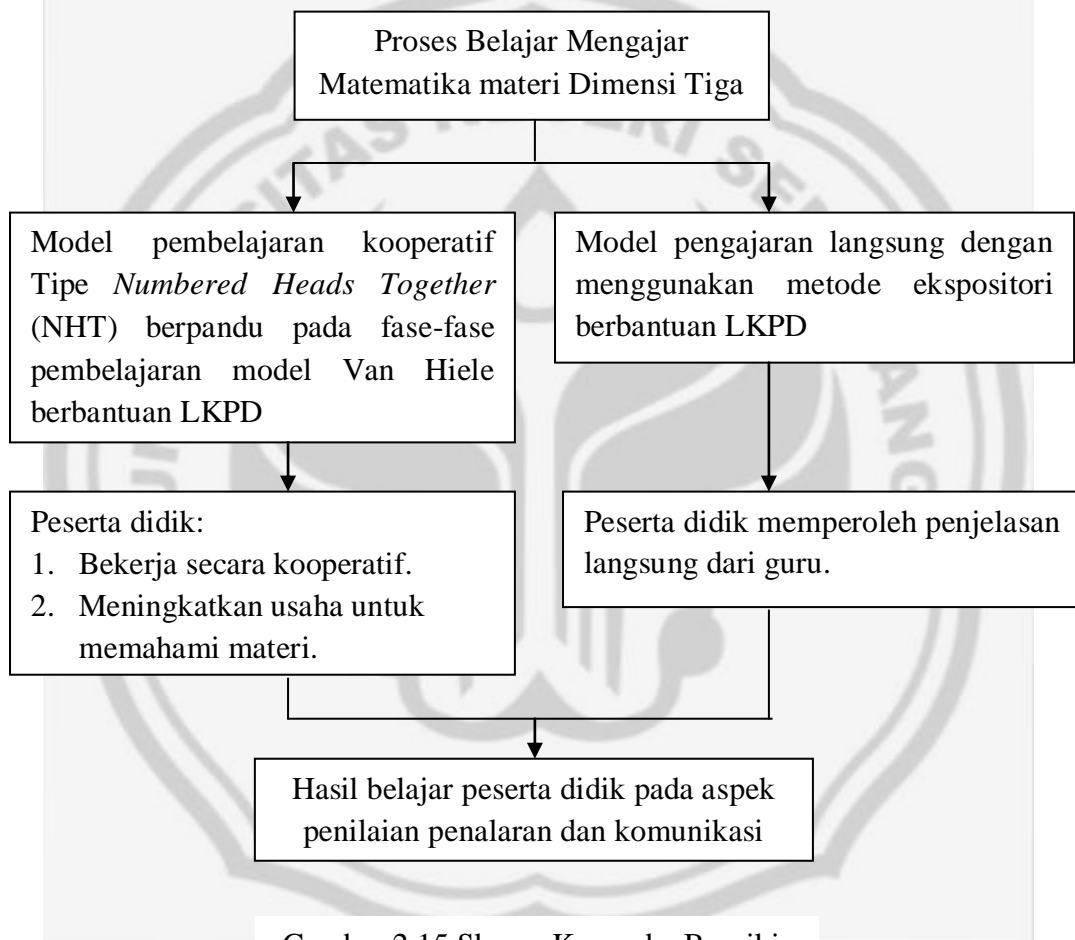 Proses Belajar Mengajar
Matematika materi Dimensi Tiga
Model pembelajaran kooperatif
Tipe Numbered Heads Together
(NHT) berpandu pada fase-fase
pembelajaran model Van Hiele
berbantuan LKPD
Model pengajaran langsung dengan
menggunakan metode ekspositori
berbantuan LKPD
Peserta didik:
1. Bekerja secara kooperatif.
2. Meningkatkan usaha untuk
memahami materi.
Peserta didik memperoleh penjelasan
langsung dari guru.
Hasil belajar peserta didik pada aspek
penilaian penalaran dan komunikasi
2.15